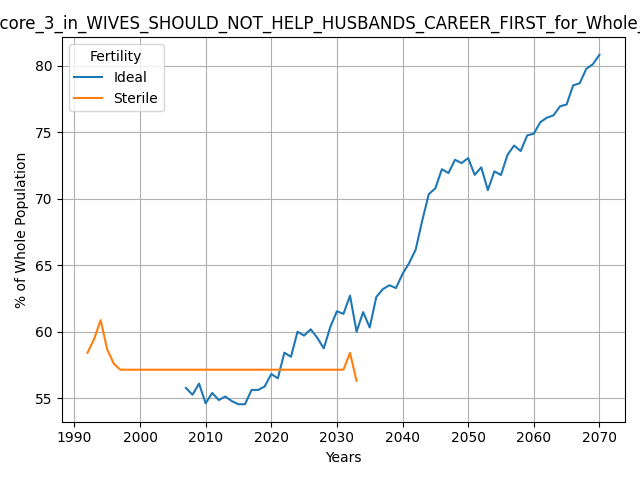 core_3_in_WIVES_SHOULD_NOT_HELP_HUSBANDS_CAREER_FIRST_for_Whole_
Fertility
Ideal
Sterile
% of Whole Population
80
75
70
65
60
55
1990 2000 2010 2020 2030 2040 2050 2060 2070
Years